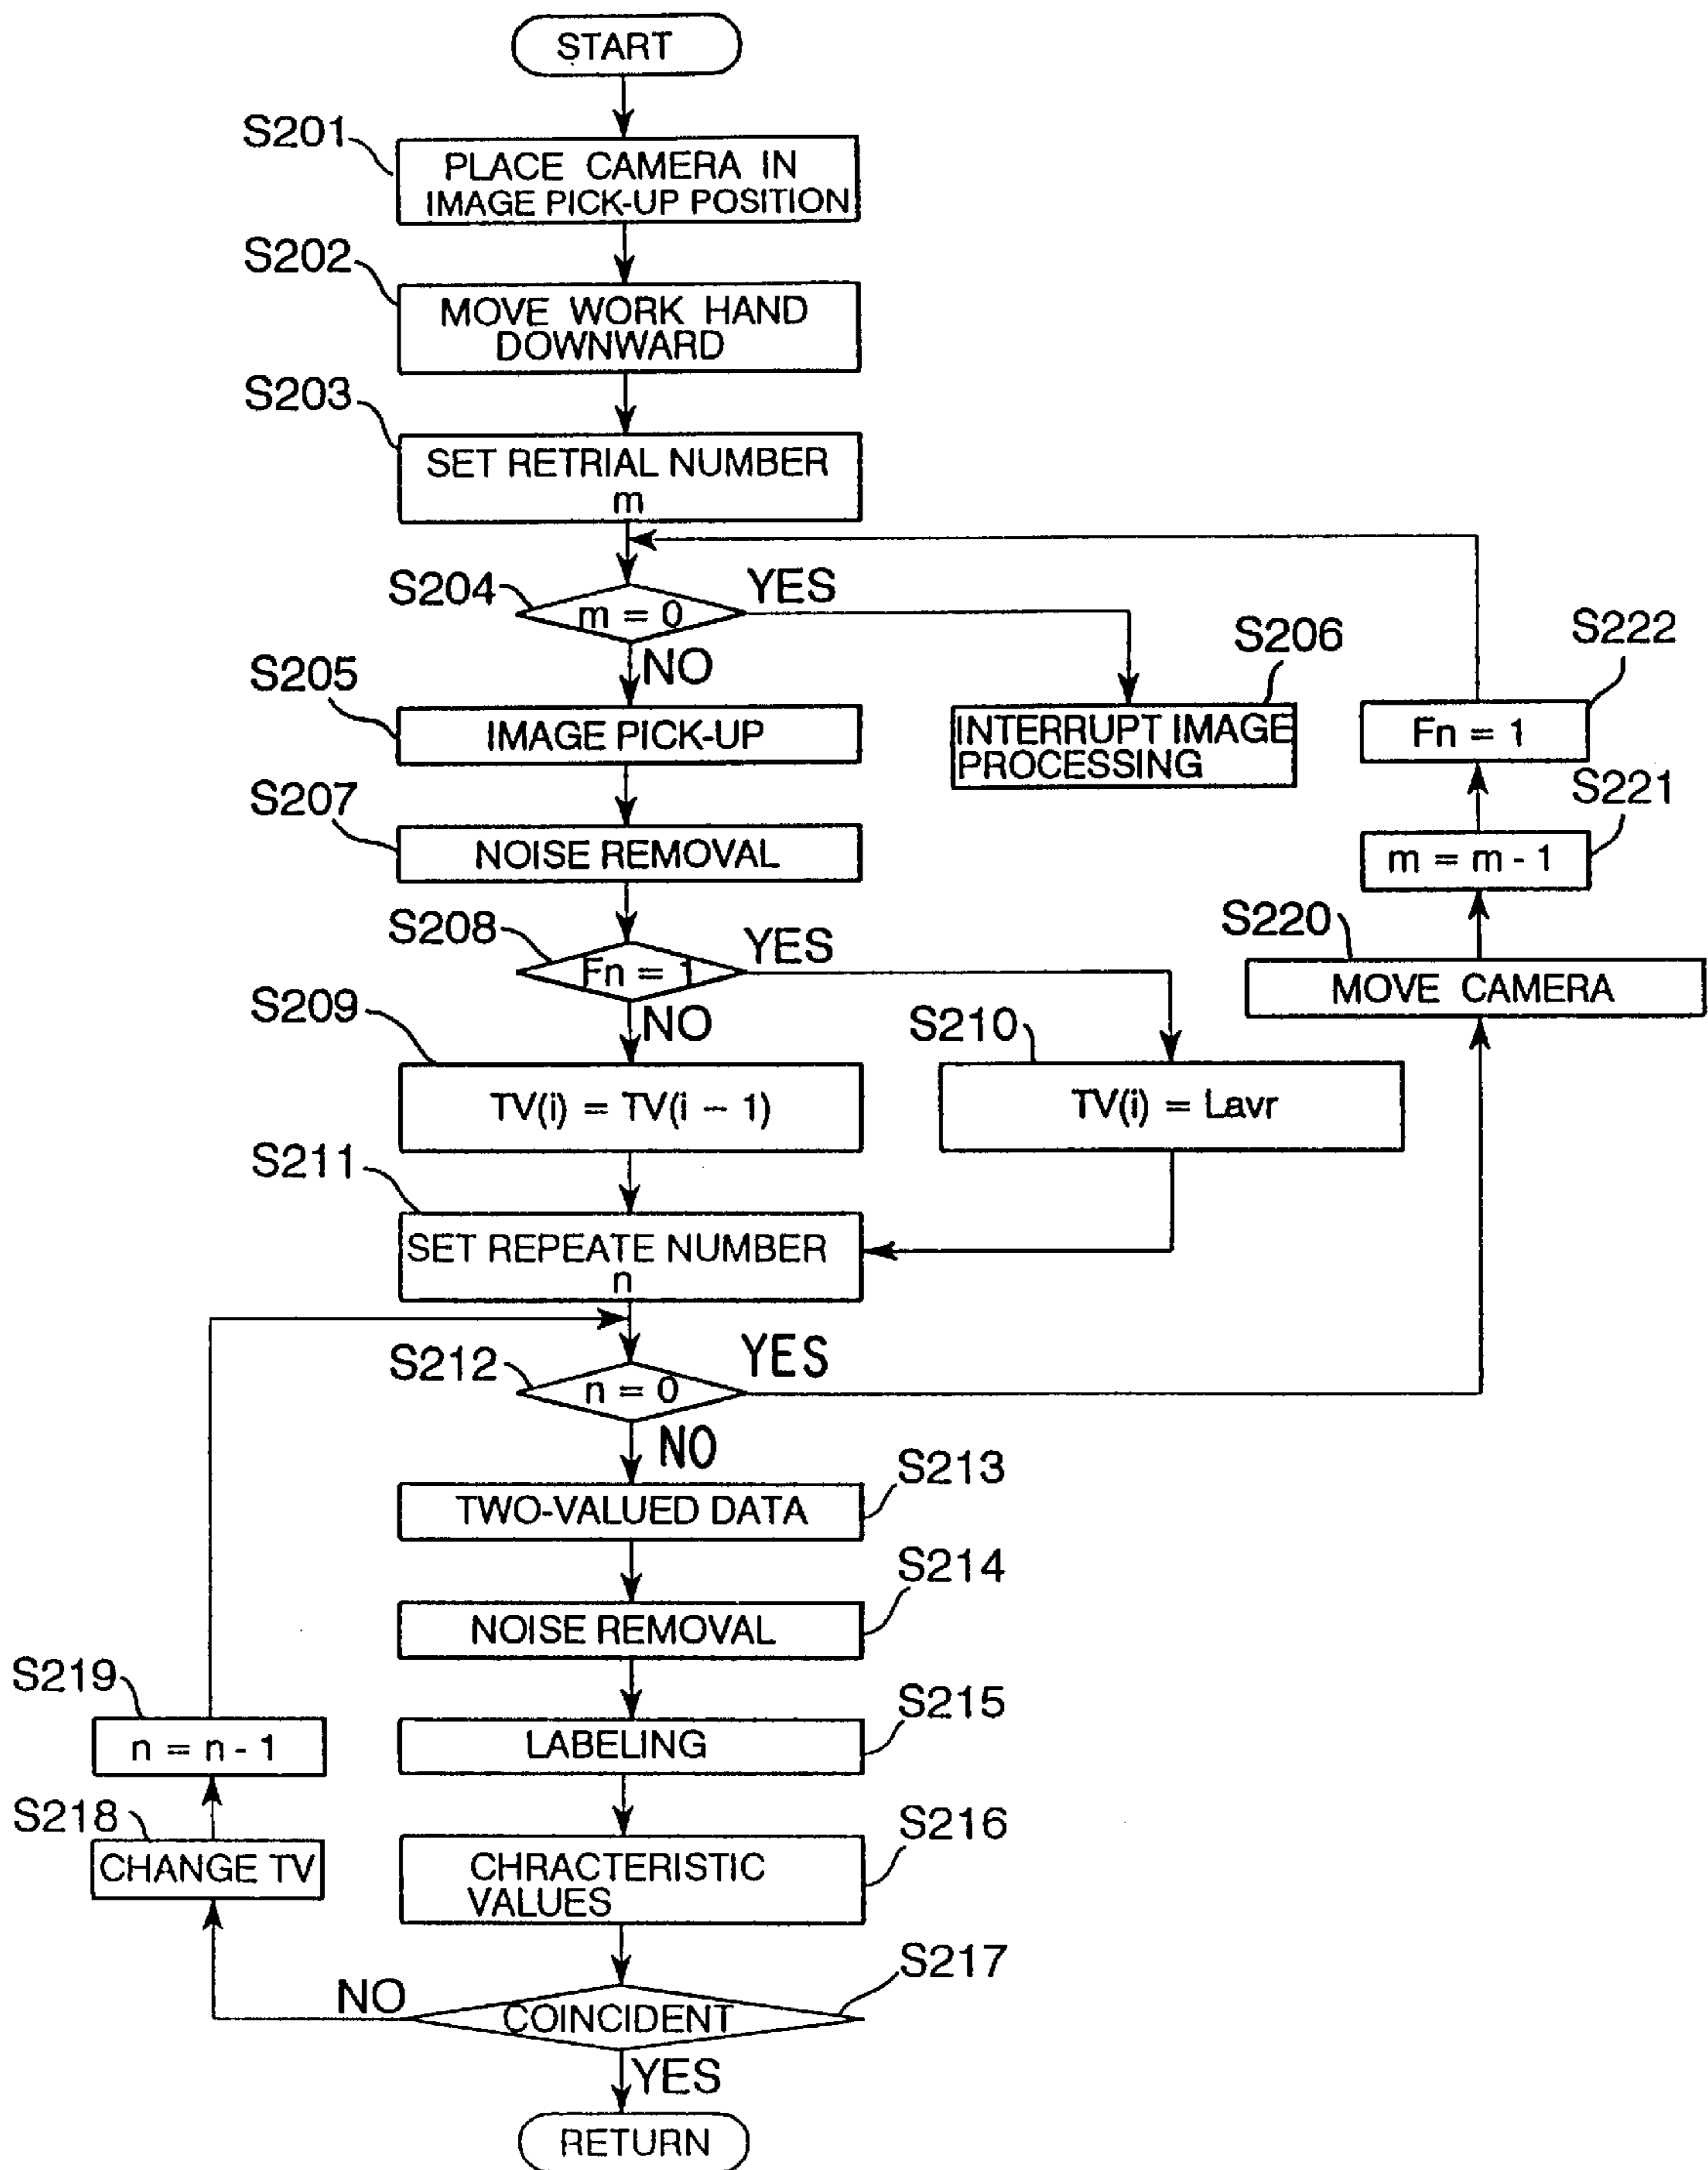 START
S201
PLACE CAMERA IN
IMAGE PICK-UP POSITION
S202
MOVE WORK HAND
DOWNWARD
S203
SET RETRIAL NUMBER
m
S204
m = 0
YES
NO
S205
IMAGE PICK-UP
S206
INTERRUPT IMAGE
PROCESSING
S222
Fn = 1
S207
NOISE REMOVAL
S221
m = m - 1
S208
Fn = 1
YES
NO
S220
MOVE CAMERA
S209
TV(i) = TV(i – 1)
S210
TV(i) = Lavr
S211
SET REPEATE NUMBER
n
S212
n = 0
YES
NO
S213
TWO-VALUED DATA
S214
NOISE REMOVAL
S219
n = n - 1
S215
LABELING
S218
CHANGE TV
S216
CHRACTERISTIC
VALUES
S217
COINCIDENT
NO
YES
RETURN